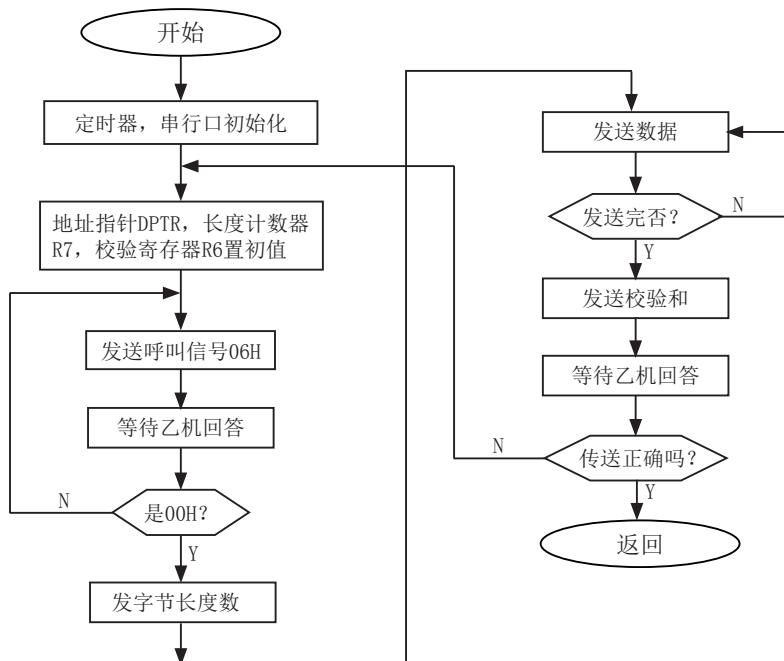 开始
定时器，串行口初始化
地址指针DPTR，长度计数器
R7，校验寄存器R6置初值
发送呼叫信号06H
等待乙机回答
是00H？
N
Y
发字节长度数
发送数据
发送完否？
N
Y
发送校验和
等待乙机回答
传送正确吗？
N
Y
返回